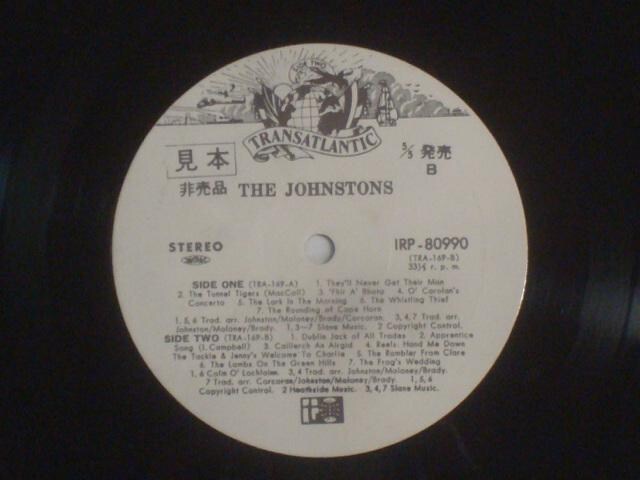 SIDE TWO
TRANSATLANTIC
見本
5/5 発売
B
非売品 THE JOHNSTONS
STEREO
IRP-80990
(TRA-169-B)
33⅓ r. p. m.
SIDE ONE (TRA-169-A) 1. They'll Never Get Their Man
2. The Tunnel Tigers (MacColl) 3. 'Fhir A' Bhata 4. O' Carolan's
Concerto 5. The Lark In The Morning 6. The Whistling Thief
7. The Rounding of Cape Horn
1, 5, 6 Trad. arr. Johnston/Moloney/Brady/Corcoran. 3, 4, 7 Trad. arr.
Johnston/Moloney/Brady. 1, 3~7 Slane Music. 2 Copyright Control.
SIDE TWO (TRA-169-B) 1. Dublin Jack of All Trades 2. Apprentice
Song (I. Campbell) 3. Cailleach An Airgid 4. Reels: Hand Me Down
The Tackle & Jenny's Welcome To Charlie 5. The Rambler From Clare
6. The Lambs On The Green Hills 7. The Frog's Wedding
1, 6 Colm O' Lochlainn. 3, 4 Trad. arr. Johnston/Moloney/Brady.
7 Trad. arr. Corcoran/Johnston/Moloney/Brady. 1, 5, 6
Copyright Control. 2 Heathside Music. 3, 4, 7 Slane Music.